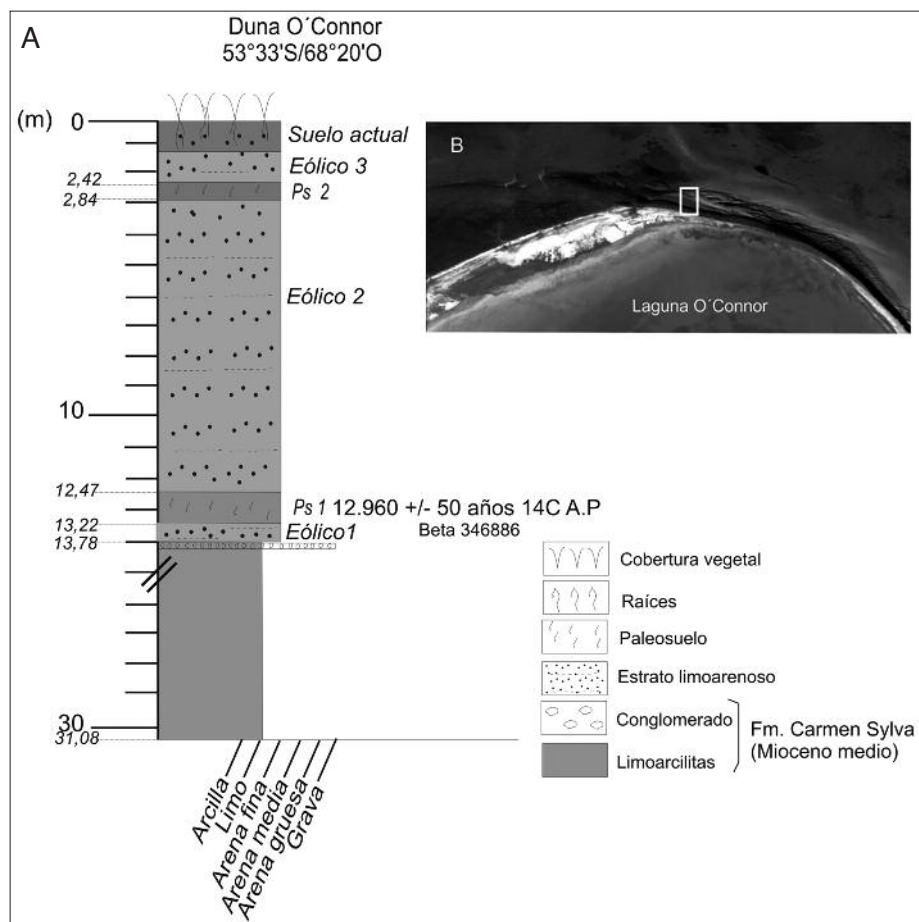 A
Duna O´Connor
53°33'S/68°20'O
(m)
0
Suelo actual
Eólico 3
2,42
Ps 2
2,84
Eólico 2
10
12,47
Ps 1 12.960 +/- 50 años 14C A.P
Beta 346886
13,22
Eólico1
13,78
30
31,08
Arcilla
Limo
Arena fina
Arena media
Arena gruesa
Grava
B
Laguna O´Connor
Cobertura vegetal
Raíces
Paleosuelo
Estrato limoarenoso
Conglomerado
Limoarcilitas
Fm. Carmen Sylva
(Mioceno medio)